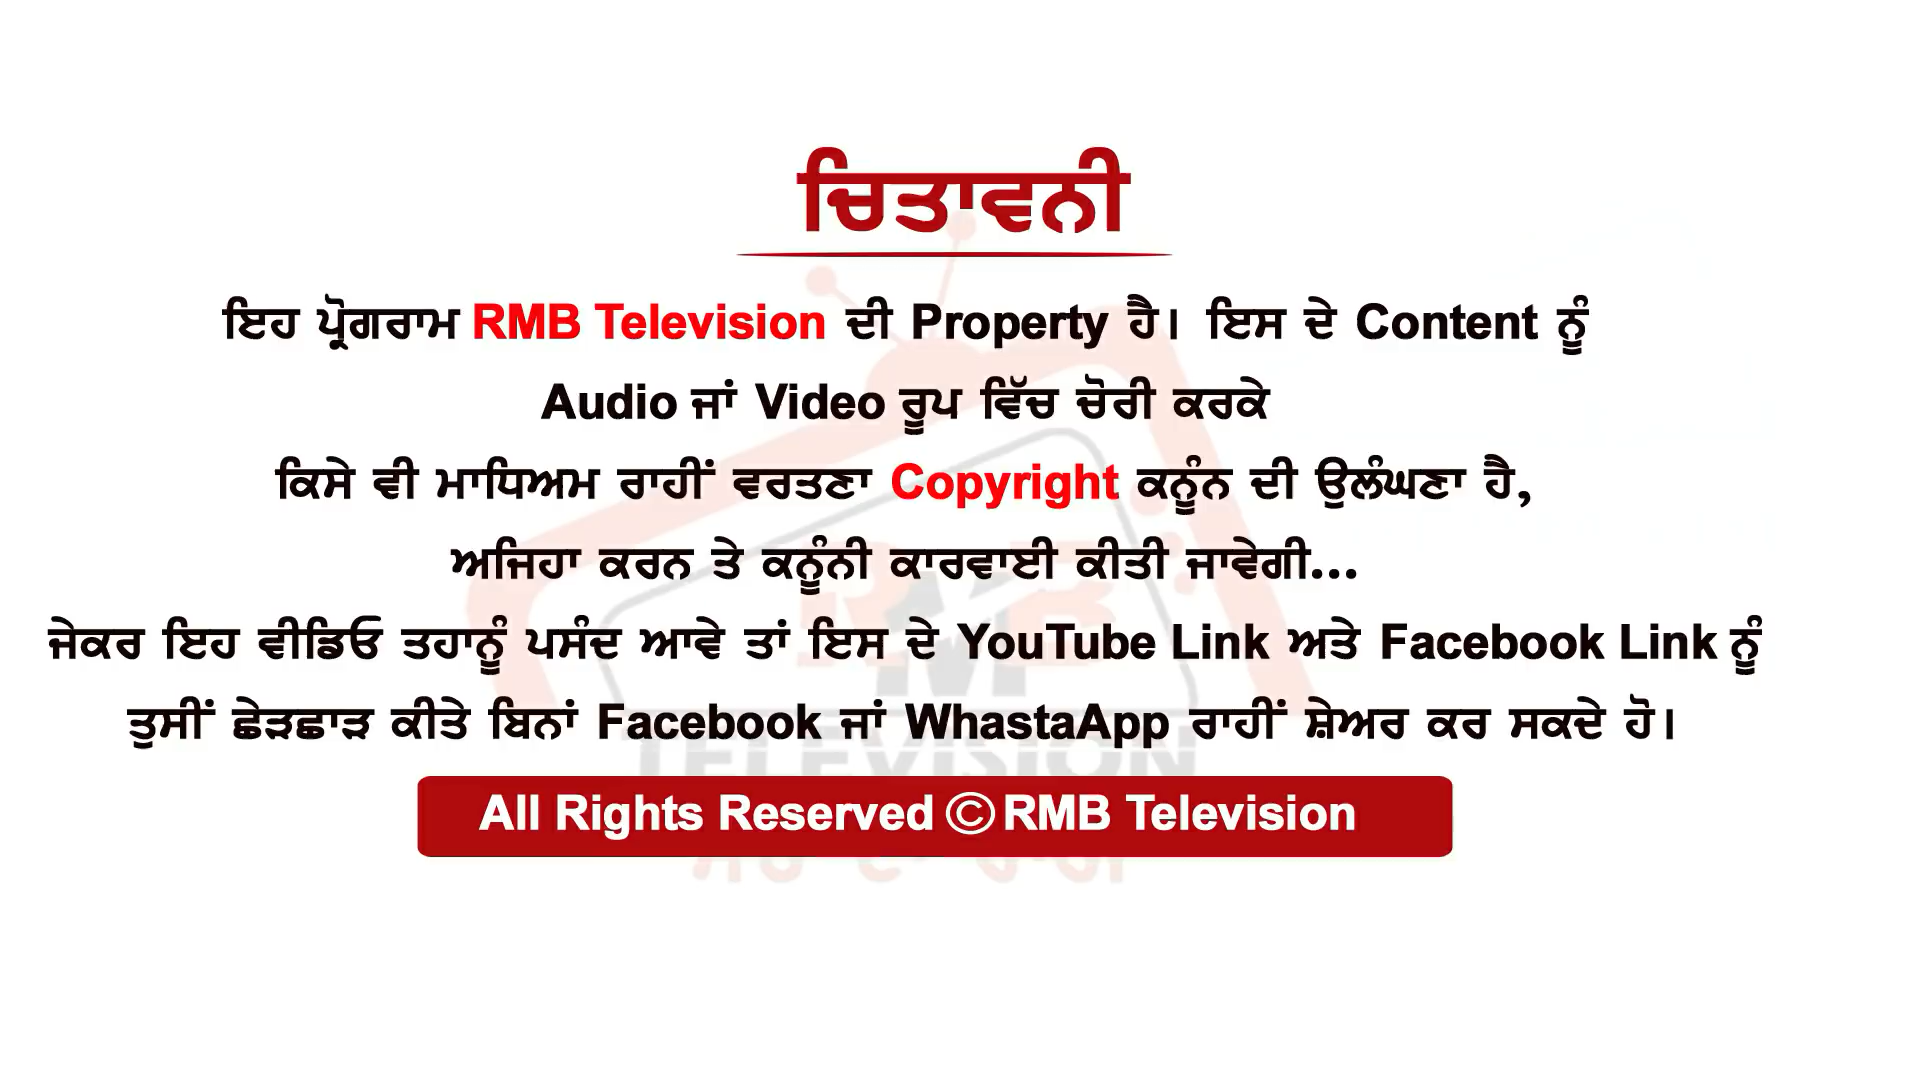 ਚਿਤਾਵਨੀ
ਇਹ ਪ੍ਰੋਗਰਾਮ RMB Television ਦੀ Property ਹੈ। ਇਸ ਦੇ Content ਨੂੰ
Audio ਜਾਂ Video ਰੂਪ ਵਿੱਚ ਚੋਰੀ ਕਰਕੇ
ਕਿਸੇ ਵੀ ਮਾਧਿਅਮ ਰਾਹੀਂ ਵਰਤਣਾ Copyright ਕਨੂੰਨ ਦੀ ਉਲੰਘਣਾ ਹੈ,
ਅਜਿਹਾ ਕਰਨ ਤੇ ਕਨੂੰਨੀ ਕਾਰਵਾਈ ਕੀਤੀ ਜਾਵੇਗੀ...
ਜੇਕਰ ਇਹ ਵੀਡਿਓ ਤਹਾਨੂੰ ਪਸੰਦ ਆਵੇ ਤਾਂ ਇਸ ਦੇ YouTube Link ਅਤੇ Facebook Link ਨੂੰ
ਤੁਸੀਂ ਛੇੜਛਾੜ ਕੀਤੇ ਬਿਨਾਂ Facebook ਜਾਂ WhastaApp ਰਾਹੀਂ ਸ਼ੇਅਰ ਕਰ ਸਕਦੇ ਹੋ।
RMB
TELEVISION
All Rights Reserved © RMB Television